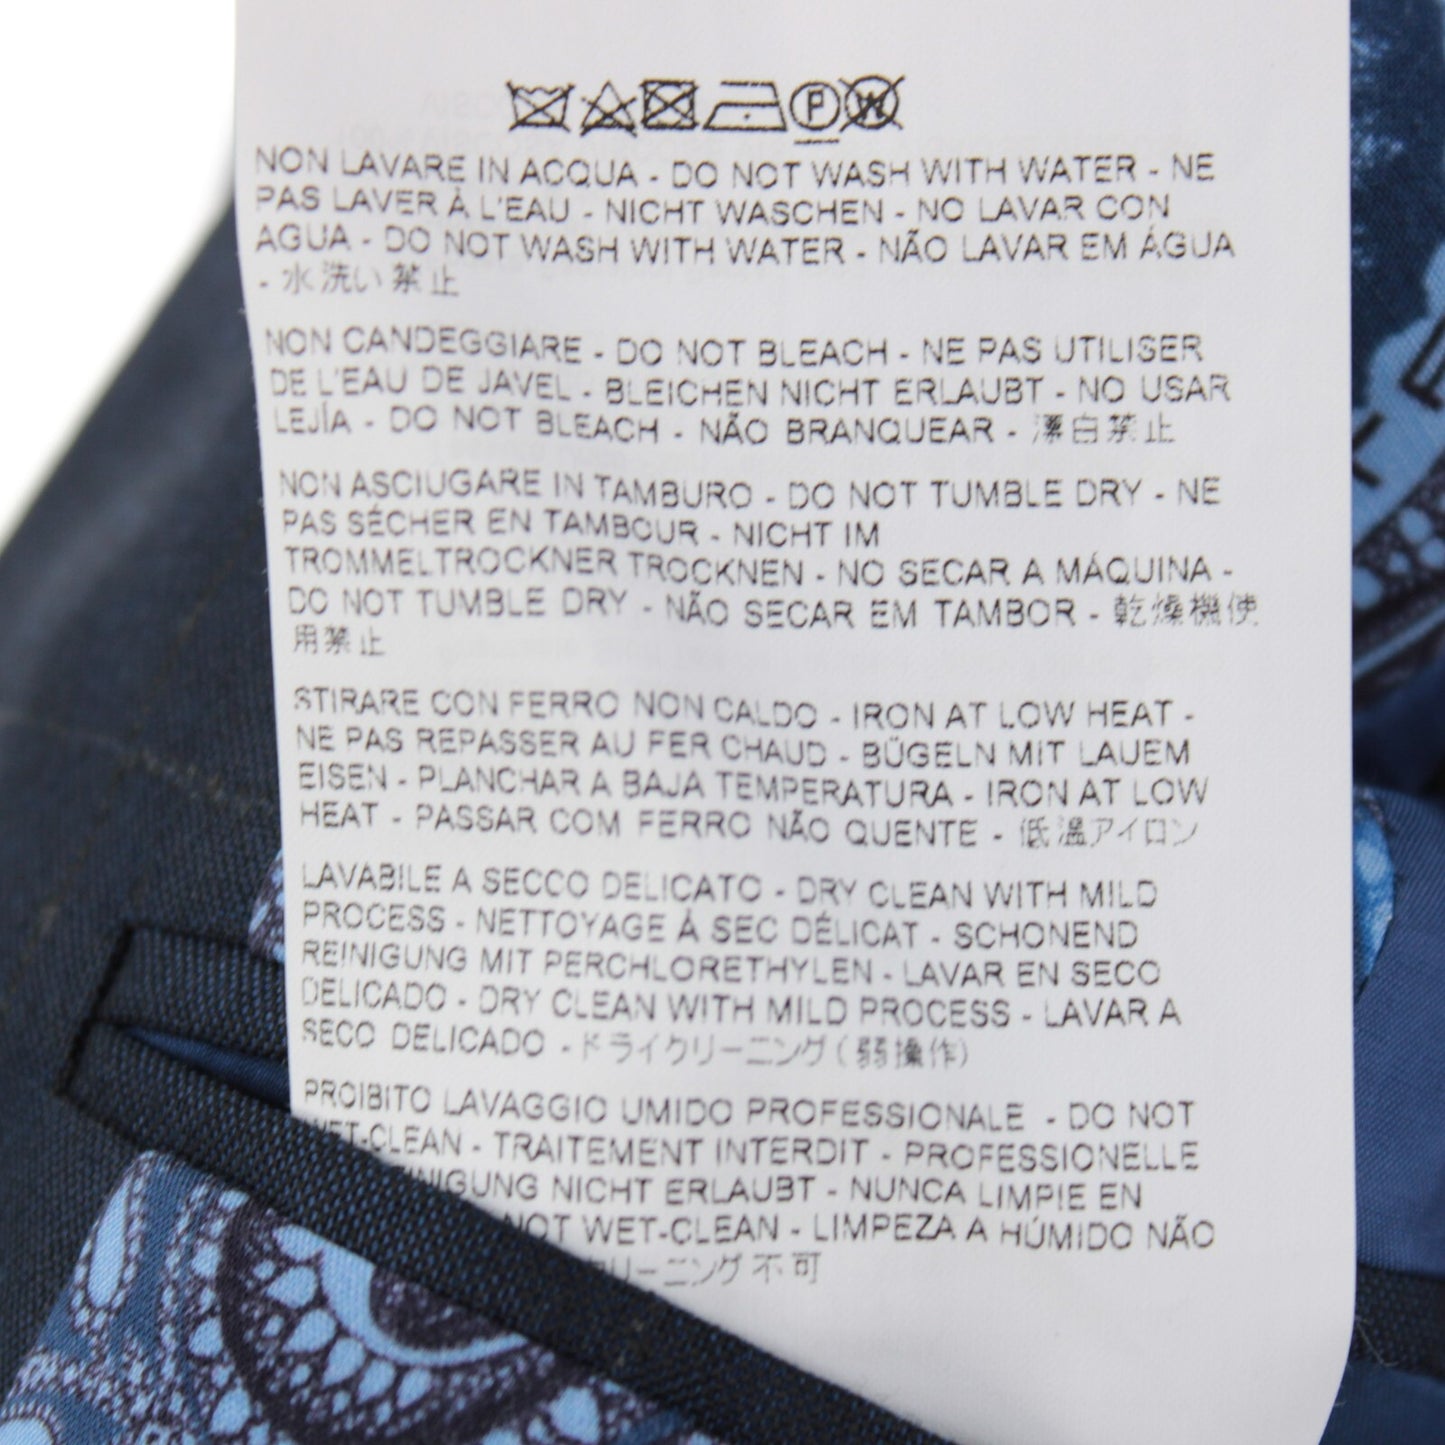 P W
NON LAVARE IN ACQUA - DO NOT WASH WITH WATER - NE
PAS LAVER À L'EAU - NICHT WASCHEN - NO LAVAR CON
AGUA - DO NOT WASH WITH WATER - NÃO LAVAR EM ÁGUA
- 水洗い禁止
NON CANDEGGIARE - DO NOT BLEACH - NE PAS UTILISER
DE L'EAU DE JAVEL - BLEICHEN NICHT ERLAUBT - NO USAR
LEJÍA - DO NOT BLEACH - NÃO BRANQUEAR - 漂白禁止
NON ASCIUGARE IN TAMBURO - DO NOT TUMBLE DRY - NE
PAS SÉCHER EN TAMBOUR - NICHT IM
TROMMELTROCKNER TROCKNEN - NO SECAR A MÁQUINA -
DO NOT TUMBLE DRY - NÃO SECAR EM TAMBOR - 乾燥機使
用禁止
STIRARE CON FERRO NON CALDO - IRON AT LOW HEAT -
NE PAS REPASSER AU FER CHAUD - BÜGELN MIT LAUEM
EISEN - PLANCHAR A BAJA TEMPERATURA - IRON AT LOW
HEAT - PASSAR COM FERRO NÃO QUENTE - 低温アイロン
LAVABILE A SECCO DELICATO - DRY CLEAN WITH MILD
PROCESS - NETTOYAGE À SEC DÉLICAT - SCHONEND
REINIGUNG MIT PERCHLORETHYLEN - LAVAR EN SECO
DELICADO - DRY CLEAN WITH MILD PROCESS - LAVAR A
SECO DELICADO - ドライクリーニング(弱操作)
PROIBITO LAVAGGIO UMIDO PROFESSIONALE - DO NOT
WET-CLEAN - TRAITEMENT INTERDIT - PROFESSIONELLE
EINIGUNG NICHT ERLAUBT - NUNCA LIMPIE EN
NOT WET-CLEAN - LIMPEZA A HÚMIDO NÃO
リーニング不可